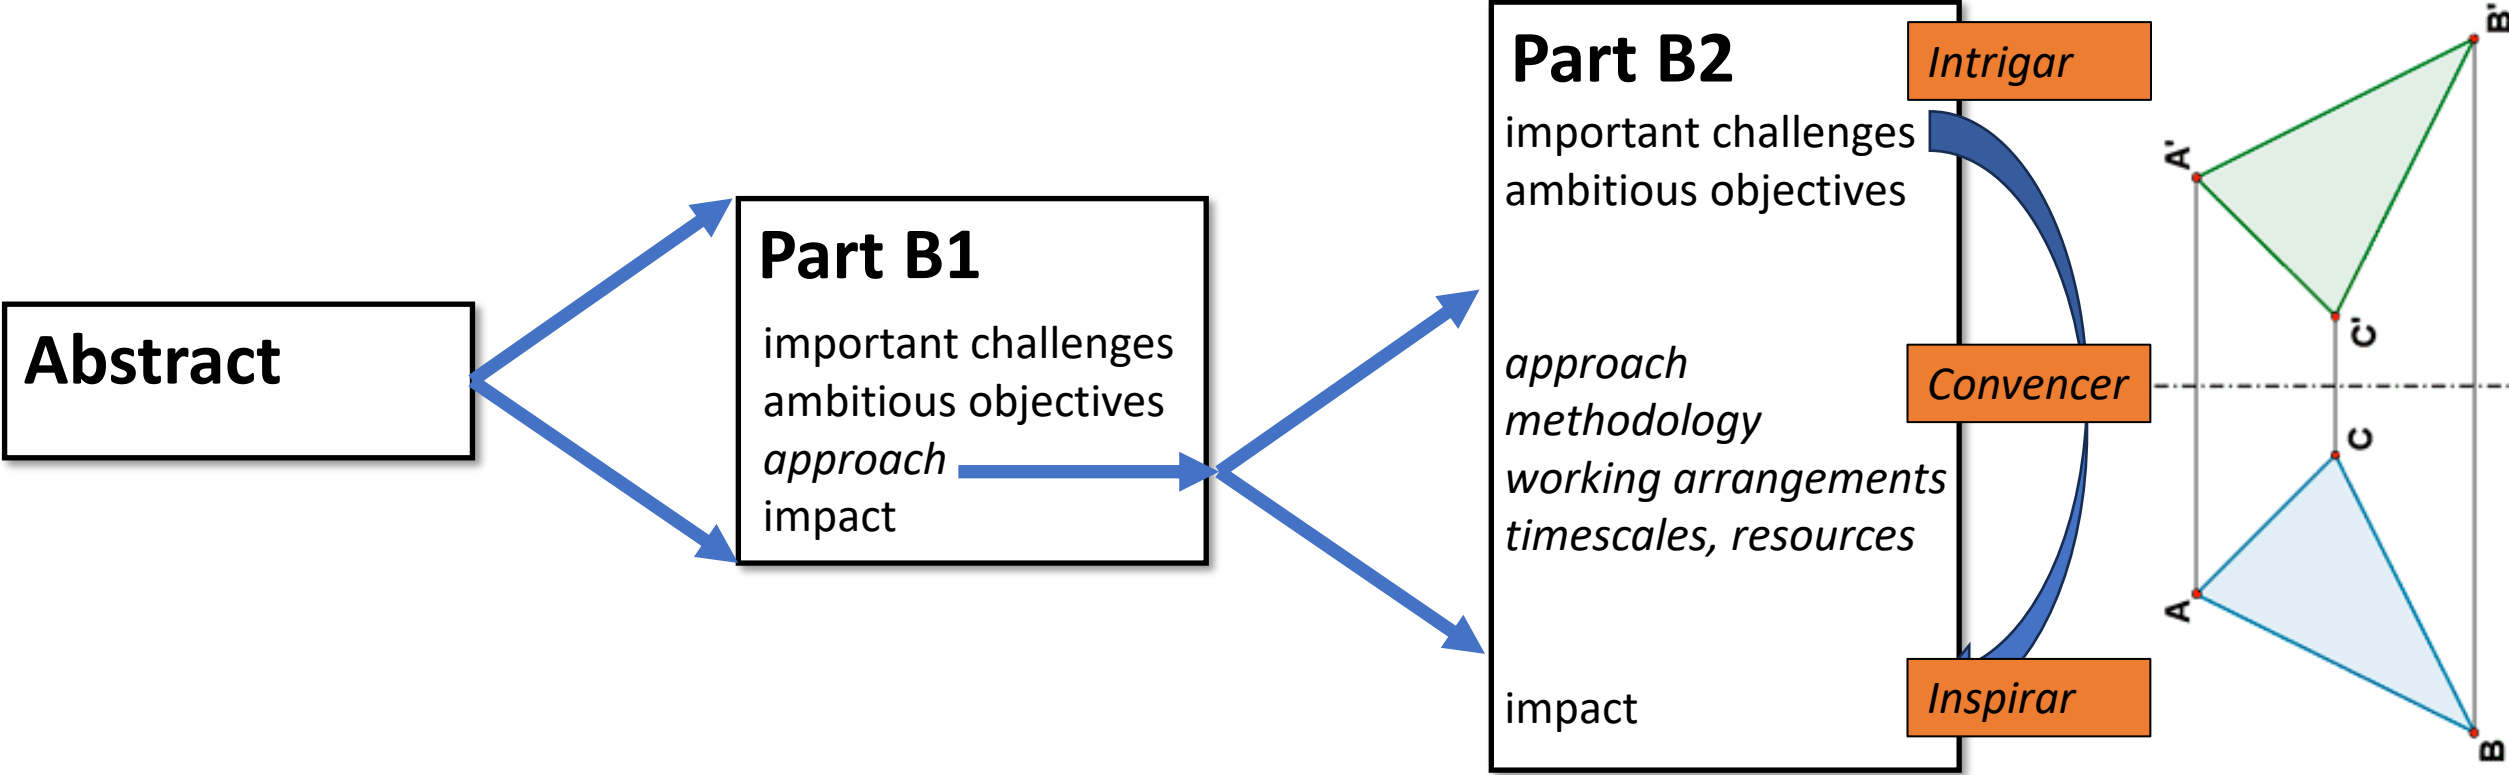 Abstract
Part B1
important challenges
ambitious objectives
approach
impact
Part B2
important challenges
ambitious objectives
approach
methodology
working arrangements
timescales, resources
impact
Intrigar
Convencer
Inspirar
B'
A'
C'
C
A
B